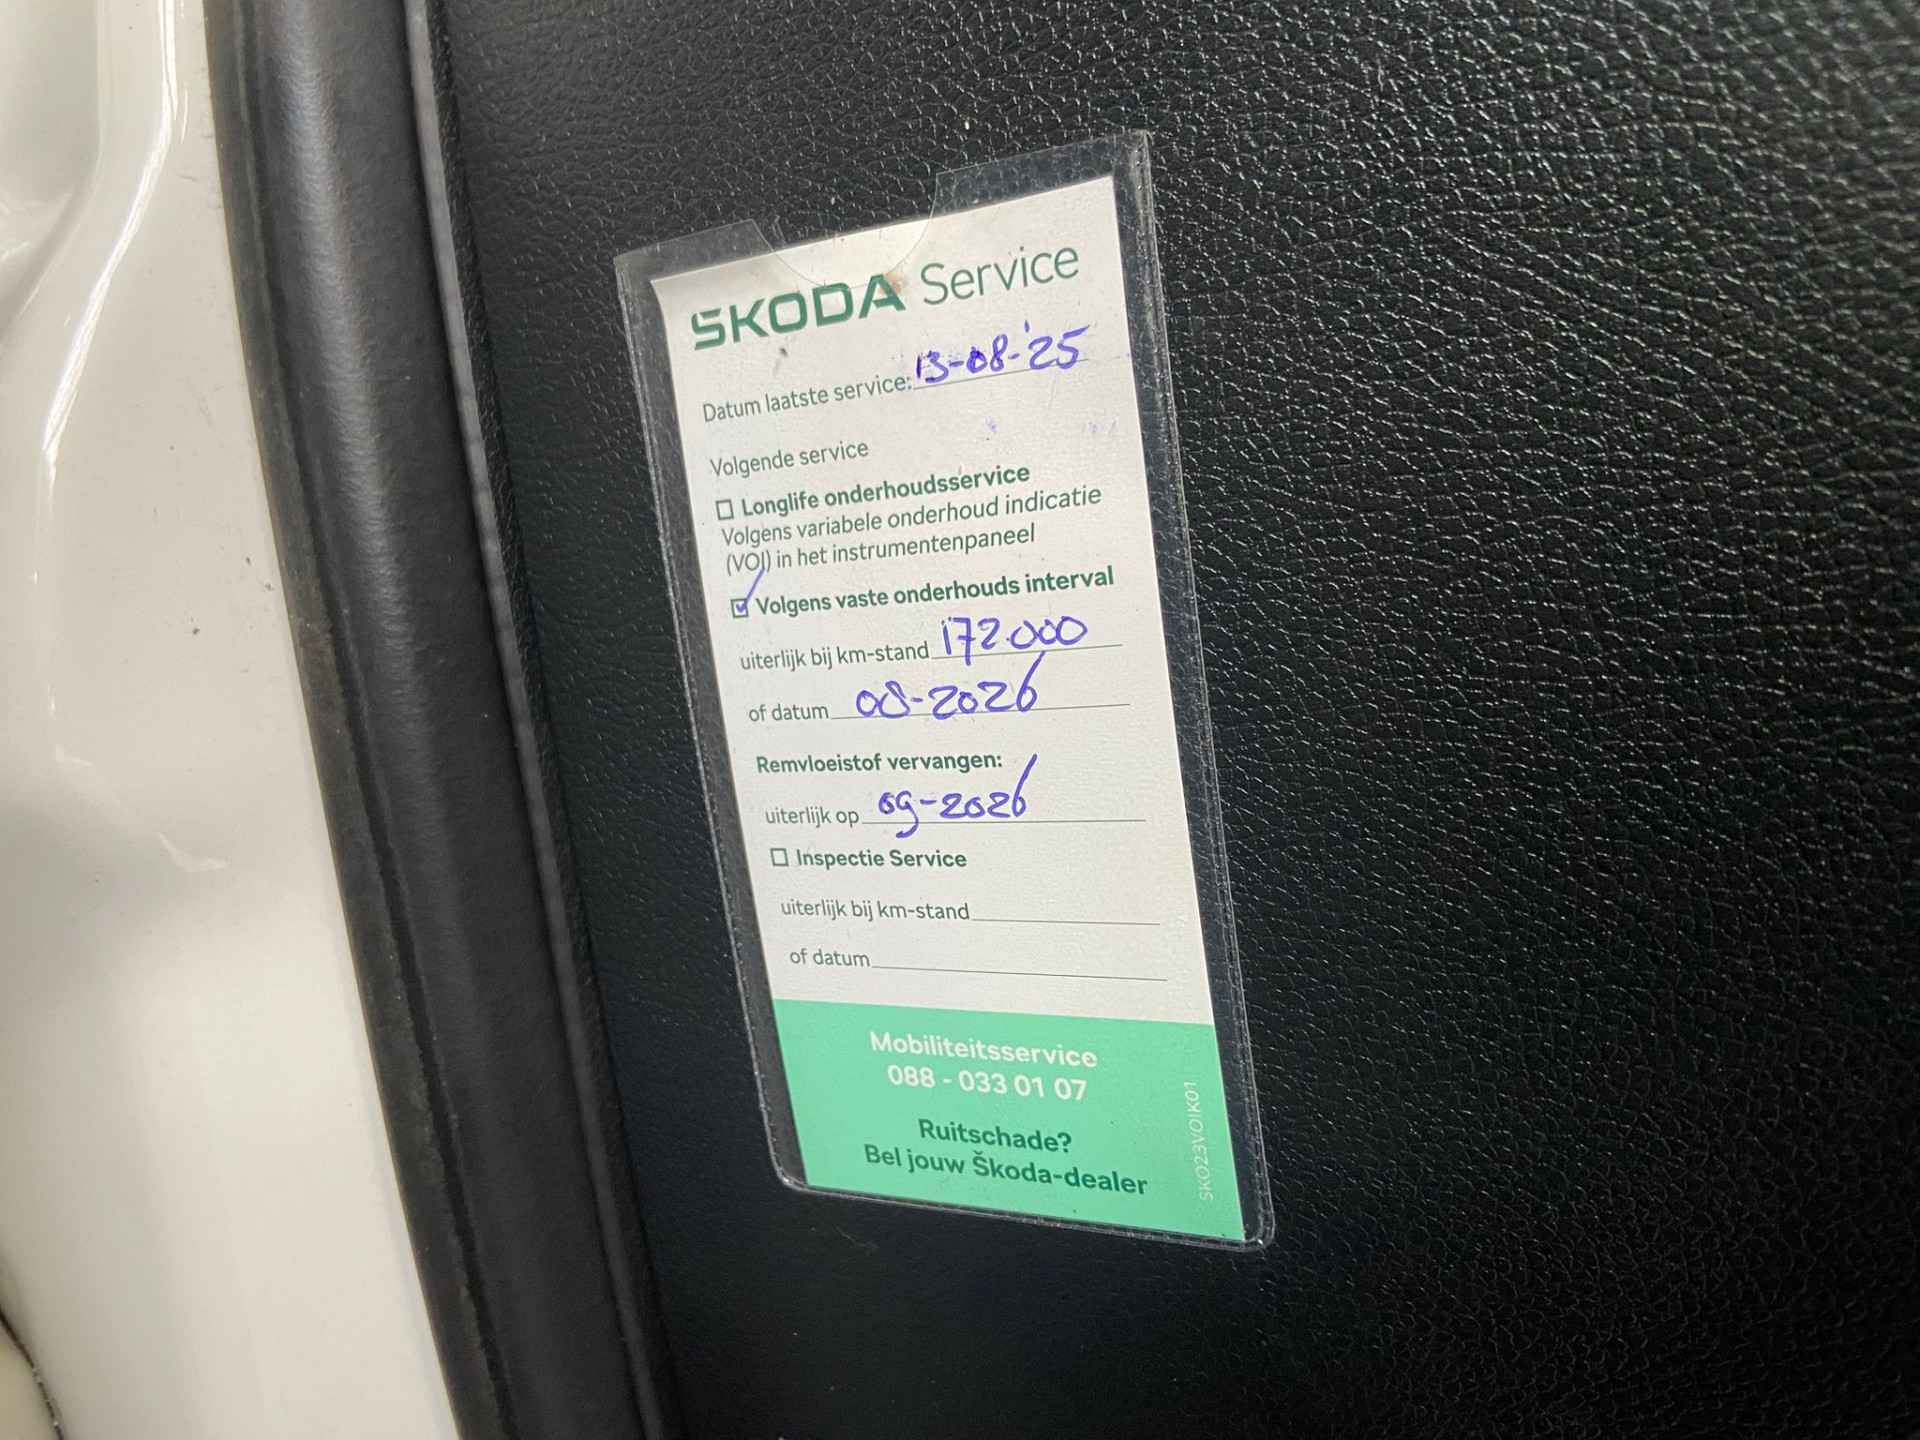 ŠKODA Service
Datum laatste service: 13-08-'25
Volgende service
Longlife onderhoudsservice
Volgens variabele onderhoud indicatie
(VOI) in het instrumentenpaneel
Volgens vaste onderhouds interval
uiterlijk bij km-stand 172.000
of datum 08-2026
Remvloeistof vervangen:
uiterlijk op 09-2026
Inspectie Service
uiterlijk bij km-stand
of datum
Mobiliteitsservice
088 - 033 01 07
Ruitschade?
Bel jouw Škoda-dealer
SKO23VOIK01